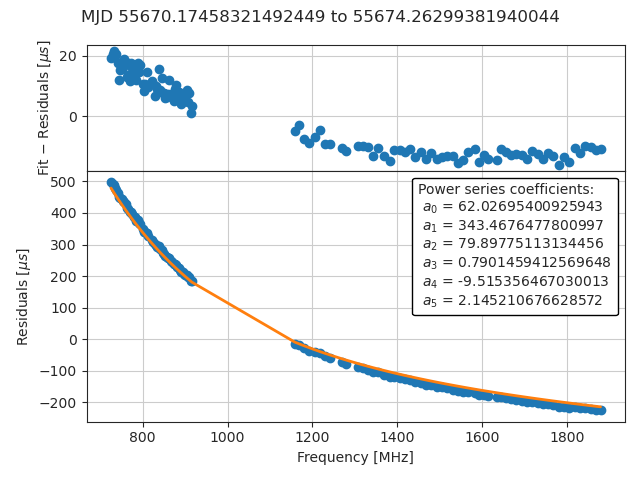 MJD 55670.17458321492449 to 55674.26299381940044
Fit − Residuals [μs]
20
0
Residuals [μs]
500
400
300
200
100
0
−100
−200
Power series coefficients:
a0 = 62.02695400925943
a1 = 343.4676477800997
a2 = 79.89775113134456
a3 = 0.7901459412569648
a4 = -9.515356467030013
a5 = 2.145210676628572
800 1000 1200 1400 1600 1800
Frequency [MHz]